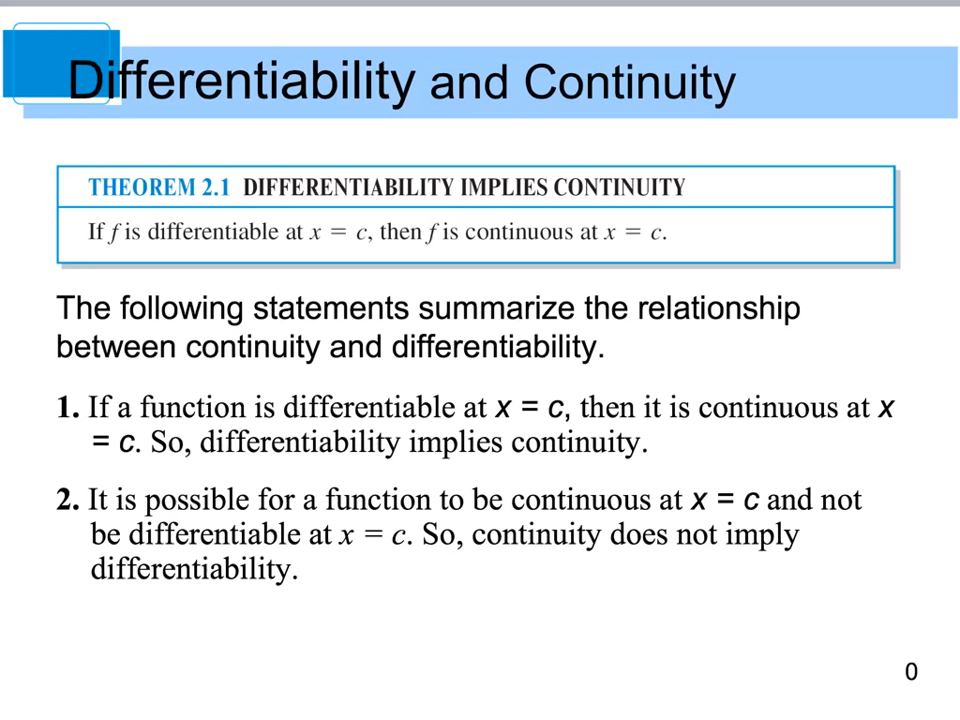 Differentiability and Continuity
THEOREM 2.1 DIFFERENTIABILITY IMPLIES CONTINUITY
If f is differentiable at x = c, then f is continuous at x = c.
The following statements summarize the relationship
between continuity and differentiability.
1. If a function is differentiable at x = c, then it is continuous at x
= c. So, differentiability implies continuity.
2. It is possible for a function to be continuous at x = c and not
be differentiable at x = c. So, continuity does not imply
differentiability.
0